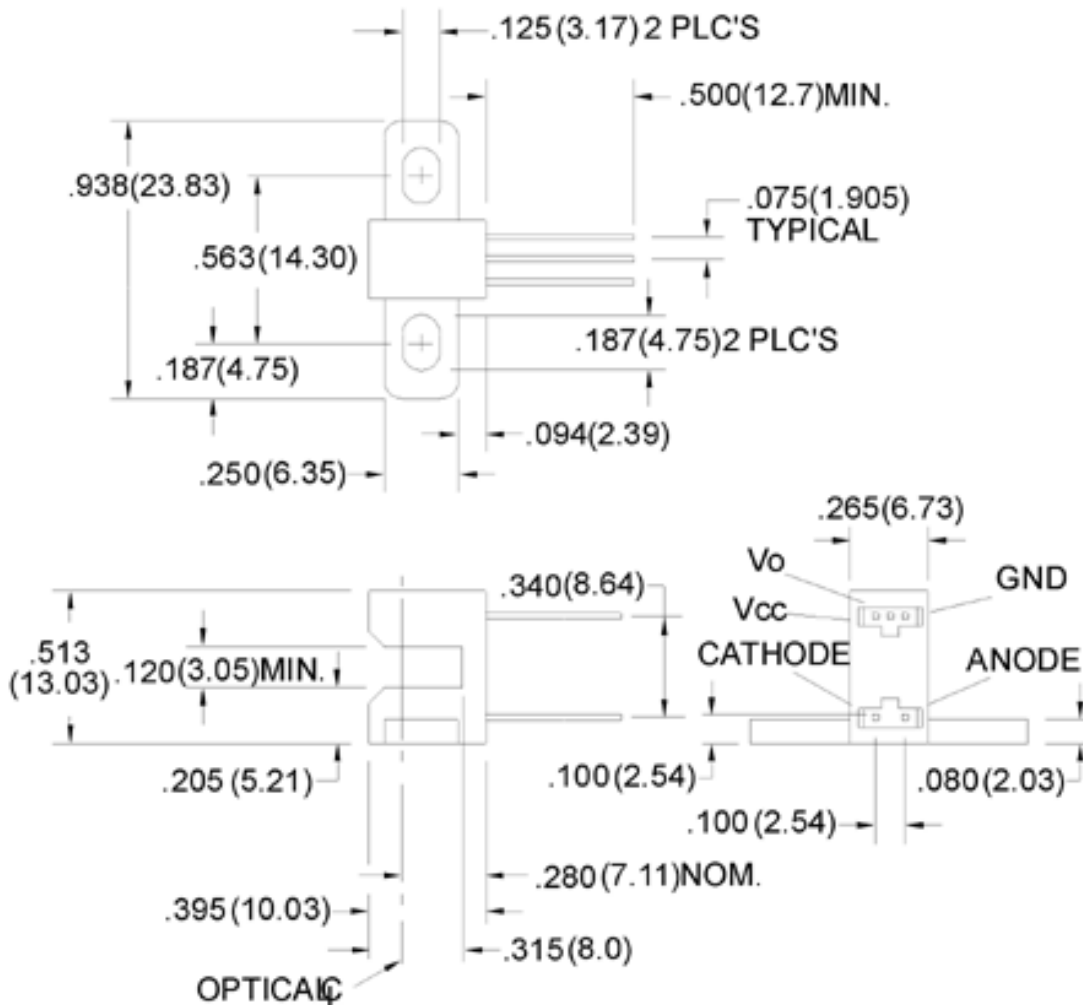 .125(3.17)2 PLC'S
.500(12.7)MIN.
.938(23.83)
.075(1.905)
TYPICAL
.563(14.30)
.187(4.75)2 PLC'S
.187(4.75)
.094(2.39)
.250(6.35)
.265(6.73)
Vo
GND
.340(8.64)
Vcc
.513
(13.03)
.120(3.05)MIN.
CATHODE
ANODE
.205(5.21)
.100(2.54)
.080(2.03)
.100(2.54)
.280(7.11)NOM.
.395(10.03)
.315(8.0)
OPTICAL ℄